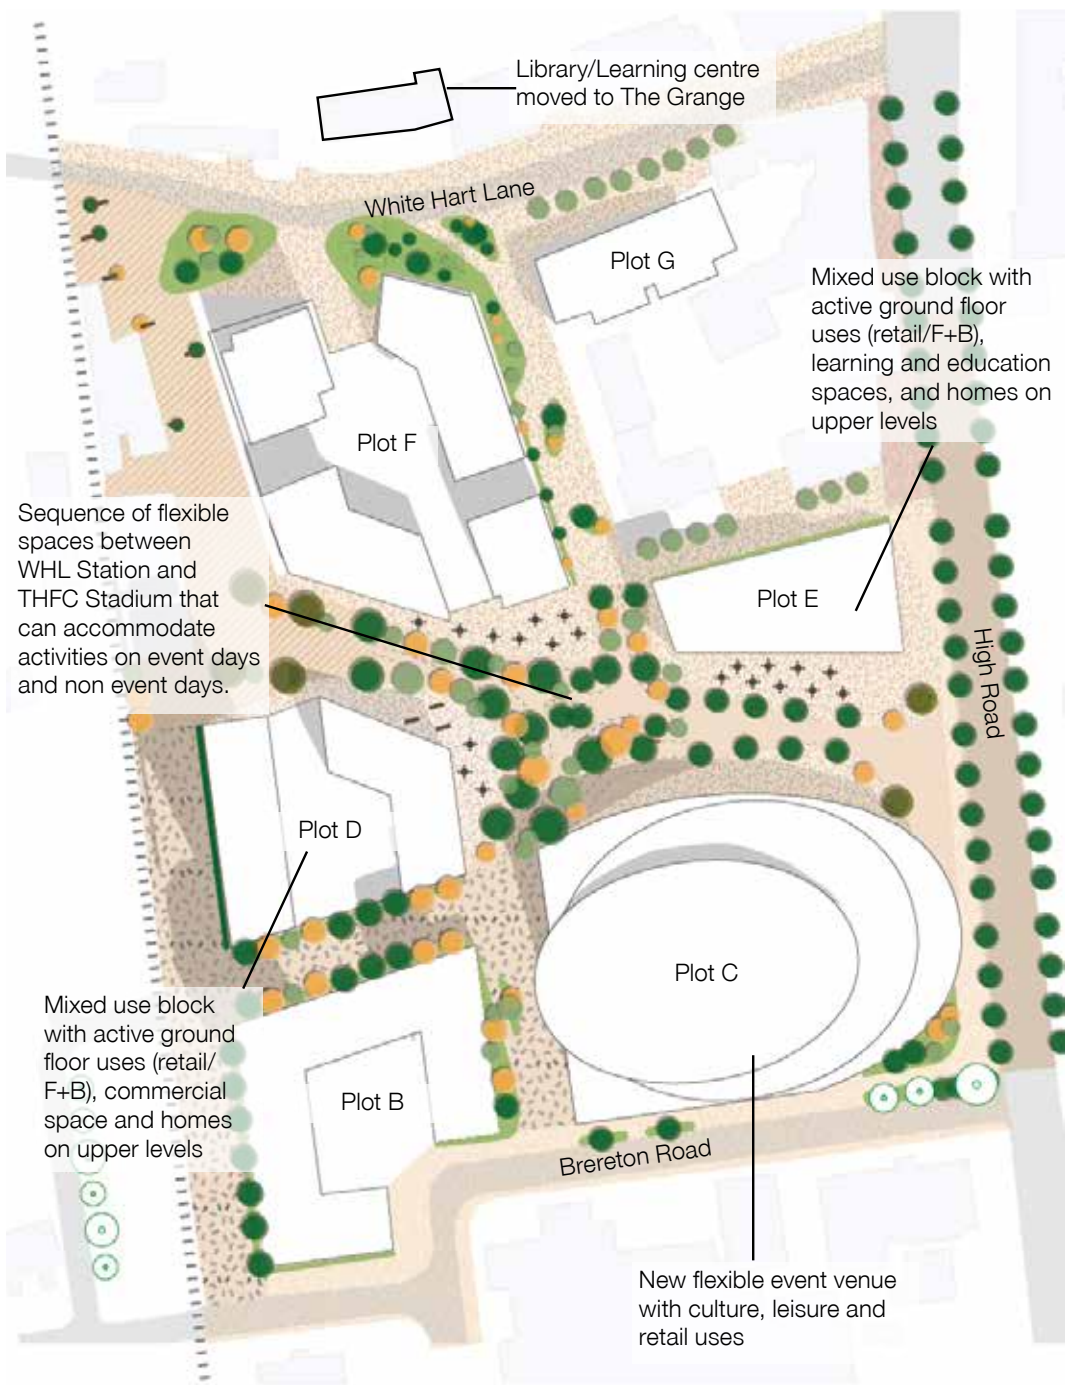 Library/Learning centre
moved to The Grange
White Hart Lane
Plot G
Mixed use block with
active ground floor
uses (retail/F+B),
learning and education
spaces, and homes on
upper levels
Plot F
Sequence of flexible
spaces between
WHL Station and
THFC Stadium that
can accommodate
activities on event days
and non event days.
Plot E
High Road
Plot D
Plot C
Mixed use block
with active ground
floor uses (retail/
F+B), commercial
space and homes
on upper levels
Plot B
Brereton Road
New flexible event venue
with culture, leisure and
retail uses